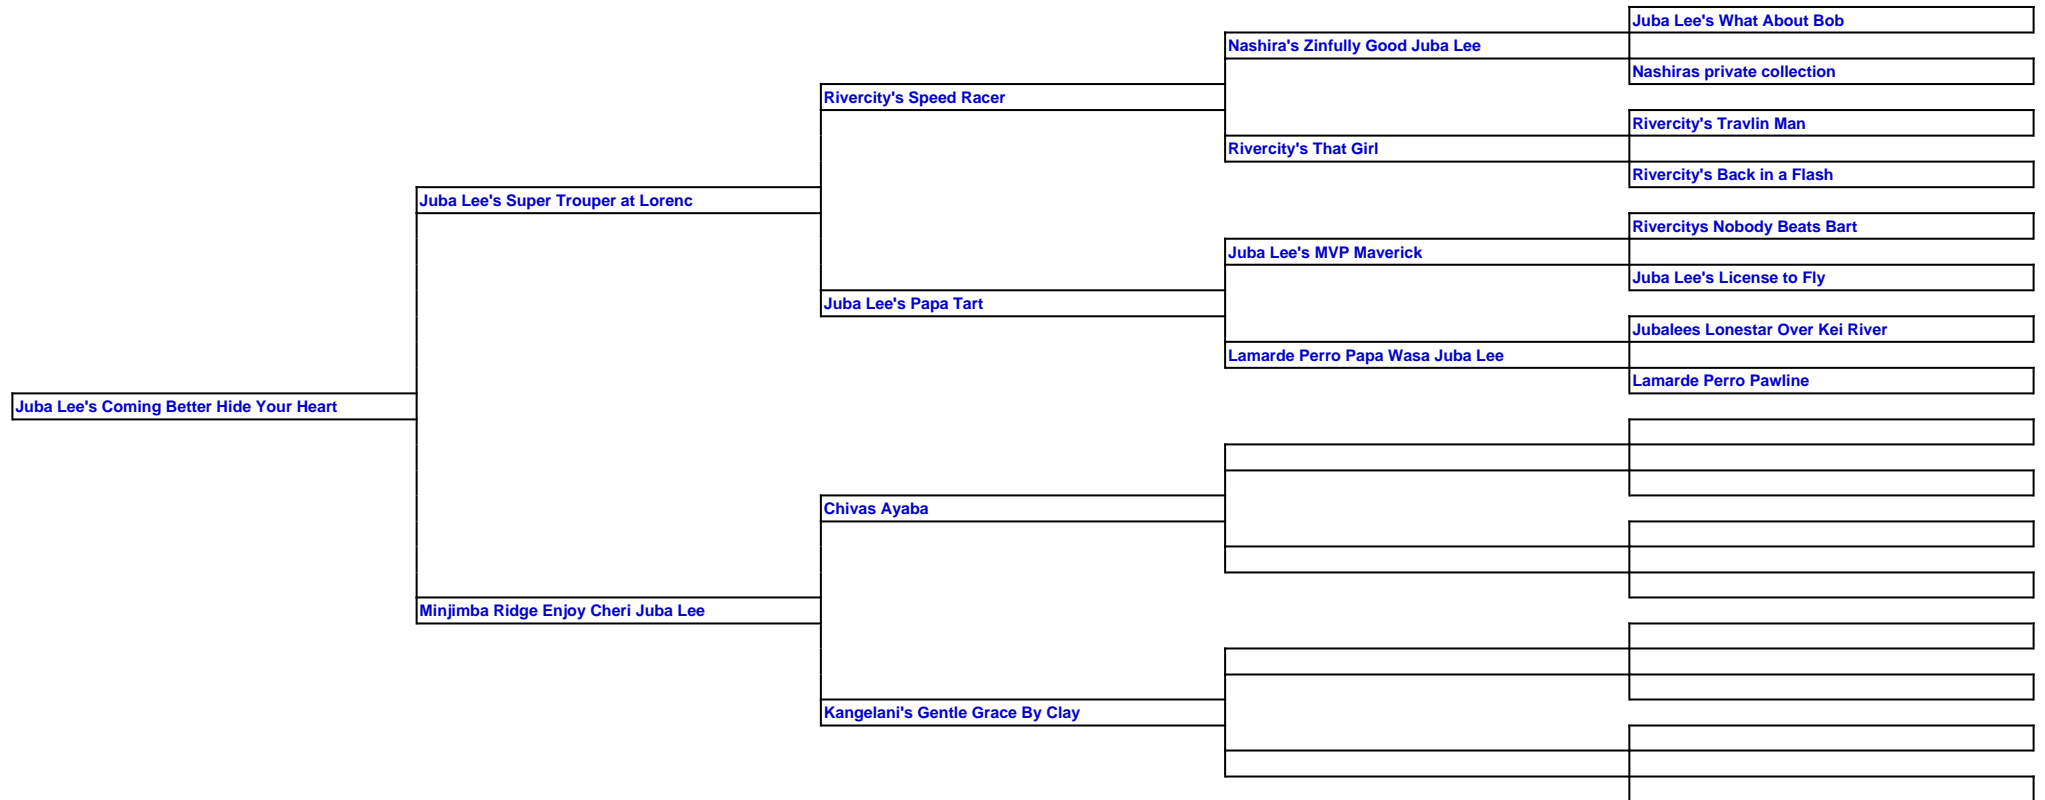 Juba Lee's What About Bob
Nashira's Zinfully Good Juba Lee
Nashiras private collection
Rivercity's Speed Racer
Rivercity's Travlin Man
Rivercity's That Girl
Rivercity's Back in a Flash
Juba Lee's Super Trouper at Lorenc
Rivercitys Nobody Beats Bart
Juba Lee's MVP Maverick
Juba Lee's License to Fly
Juba Lee's Papa Tart
Jubalees Lonestar Over Kei River
Lamarde Perro Papa Wasa Juba Lee
Lamarde Perro Pawline
Juba Lee's Coming Better Hide Your Heart
Chivas Ayaba
Minjimba Ridge Enjoy Cheri Juba Lee
Kangelani's Gentle Grace By Clay